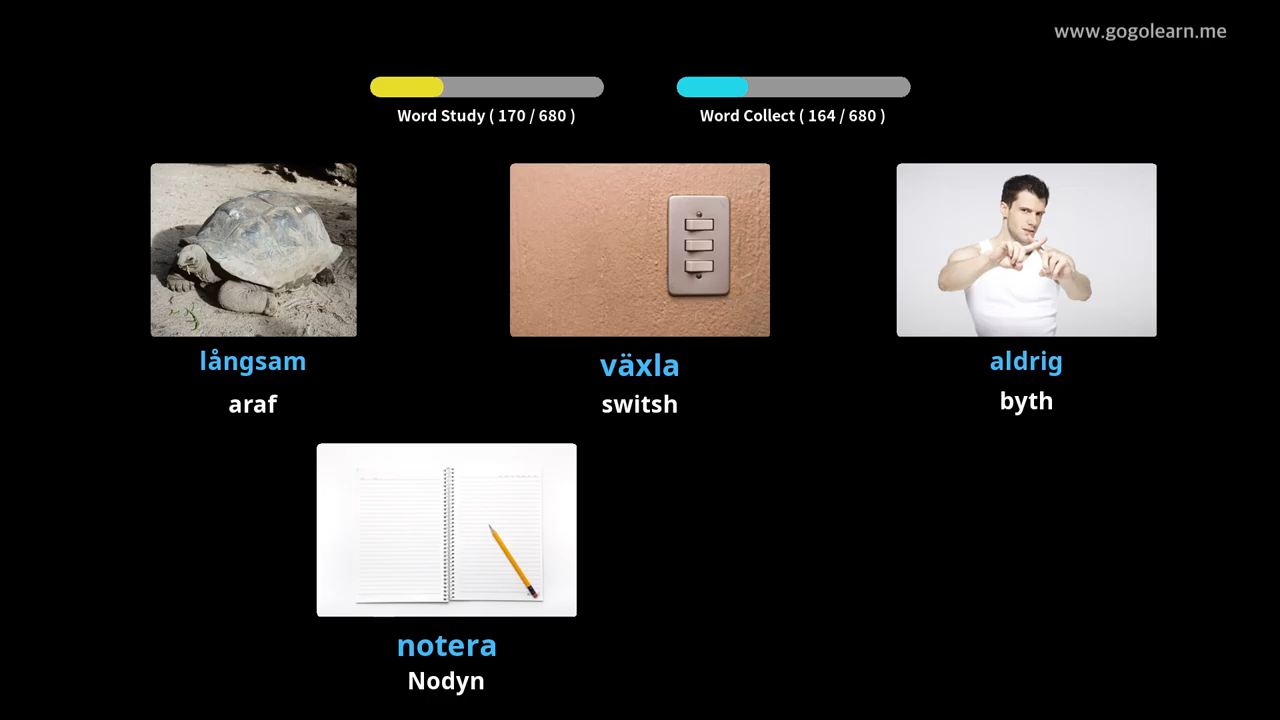 www.gogolearn.me
Word Study ( 170 / 680 )
Word Collect ( 164 / 680 )
långsam
araf
växla
switsh
aldrig
byth
notera
Nodyn